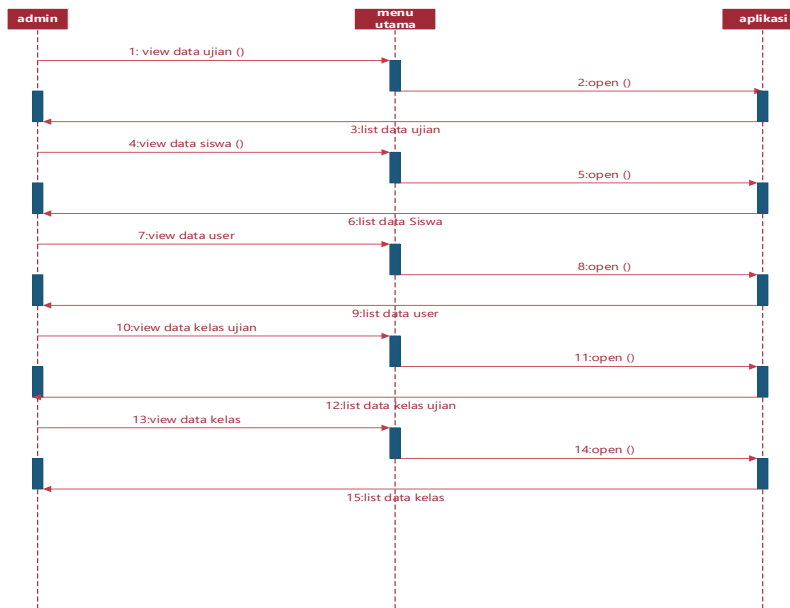 admin
menu
utama
aplikasi
1: view data ujian ()
2:open ()
3:list data ujian
4:view data siswa ()
5:open ()
6:list data Siswa
7:view data user
8:open ()
9:list data user
10:view data kelas ujian
11:open ()
12:list data kelas ujian
13:view data kelas
14:open ()
15:list data kelas